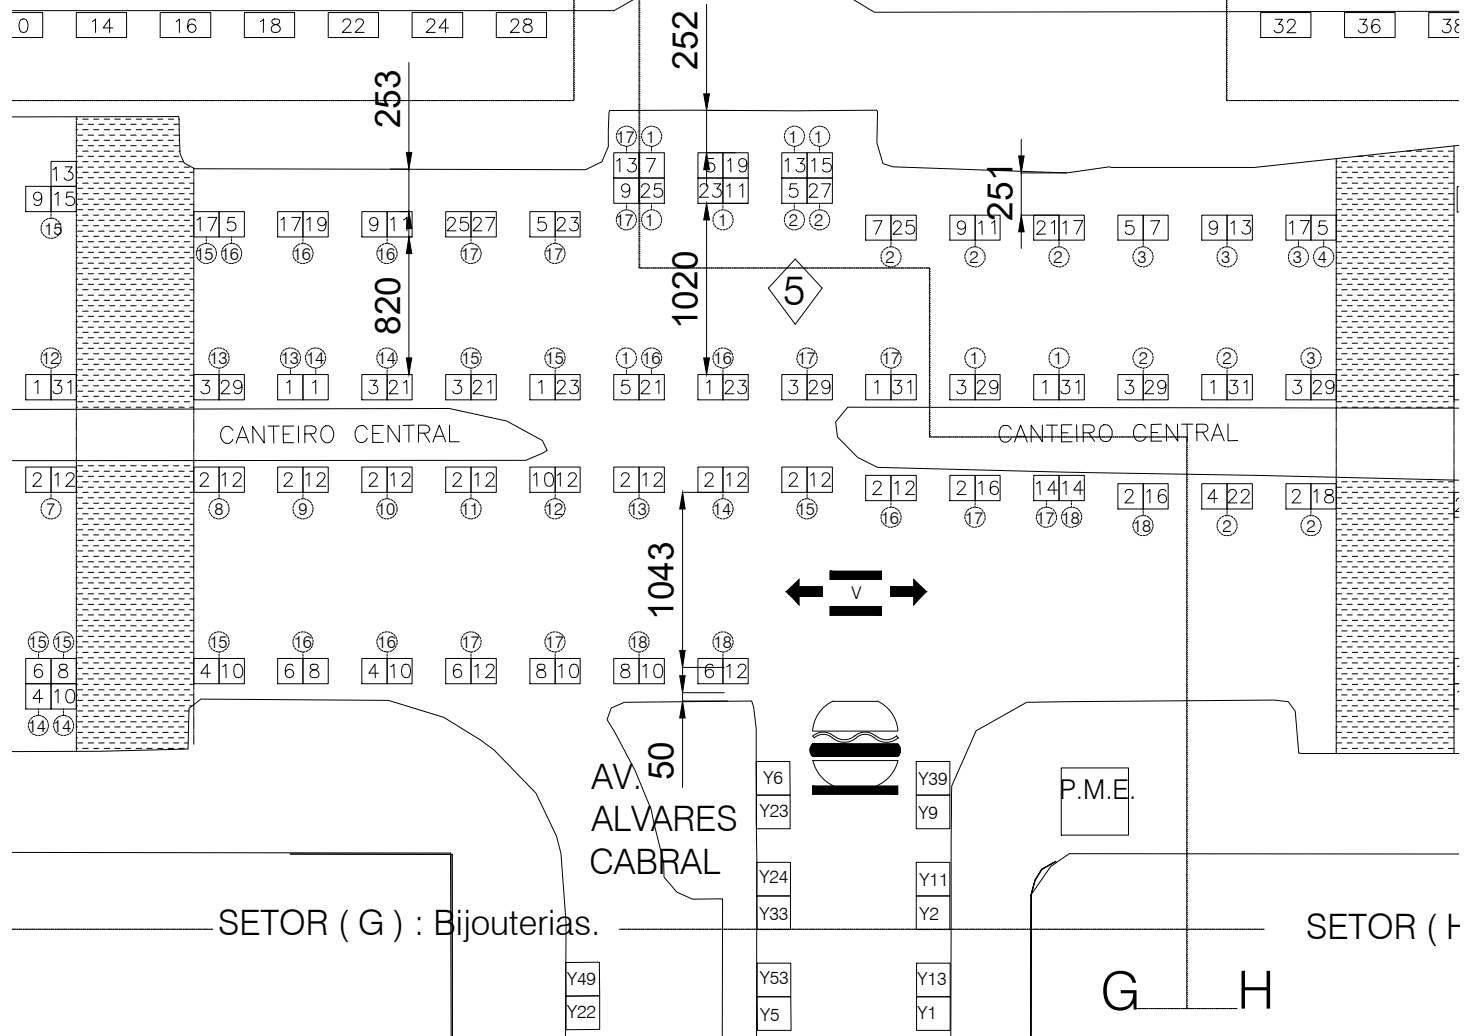 0 14 16 18 22 24 28 32 36 38
252
253
17 1 1 1
13 7 5 19 13 15
9 25 23 11 5 27
17 1 1 2 2
251
13
9 15
15
17 5 17 19 9 11 25 27 5 23 7 25 9 11 21 17 5 7 9 13 17 5
15 16 16 16 17 17 2 2 2 3 3 3 4
820
1020
5
12 13 13 14 14 15 15 1 16 16 17 17 1 1 2 2 3
1 31 3 29 1 1 3 21 3 21 1 23 5 21 1 23 3 29 1 31 3 29 1 31 3 29 1 31 3 29
CANTEIRO CENTRAL CANTEIRO CENTRAL
2 12 2 12 2 12 2 12 2 12 10 12 2 12 2 12 2 12 2 12 2 16 14 14 2 16 4 22 2 18
7 8 9 10 11 12 13 14 15 16 17 17 18 18 2 2
1043
V
15 15 15 16 16 17 17 18 18
6 8 4 10 6 8 4 10 6 12 8 10 8 10 6 12
4 10
14 14
50
AV.
ALVARES
CABRAL
Y6 Y39
P.M.E.
Y23 Y9
Y24 Y11
Y33 Y2
SETOR ( G ) : Bijouterias. SETOR ( H
Y49 Y53 Y13
G H
Y22 Y5 Y1